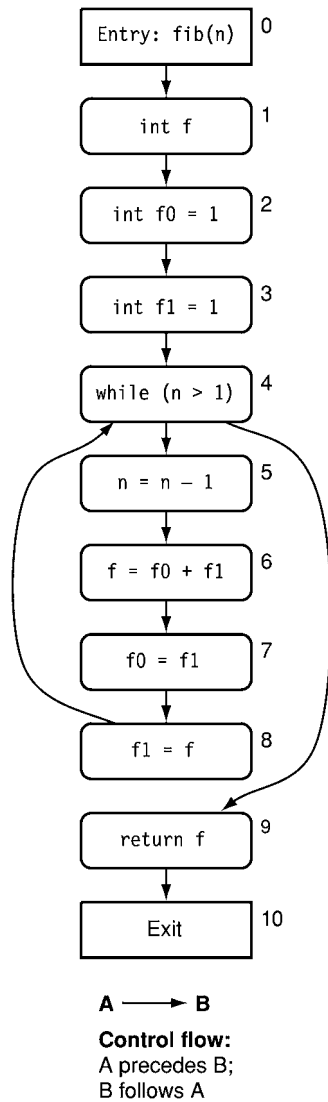 Entry: fib(n) 0
int f 1
int f0 = 1 2
int f1 = 1 3
while (n > 1) 4
n = n – 1 5
f = f0 + f1 6
f0 = f1 7
f1 = f 8
return f 9
Exit 10
A B
Control flow:
A precedes B;
B follows A